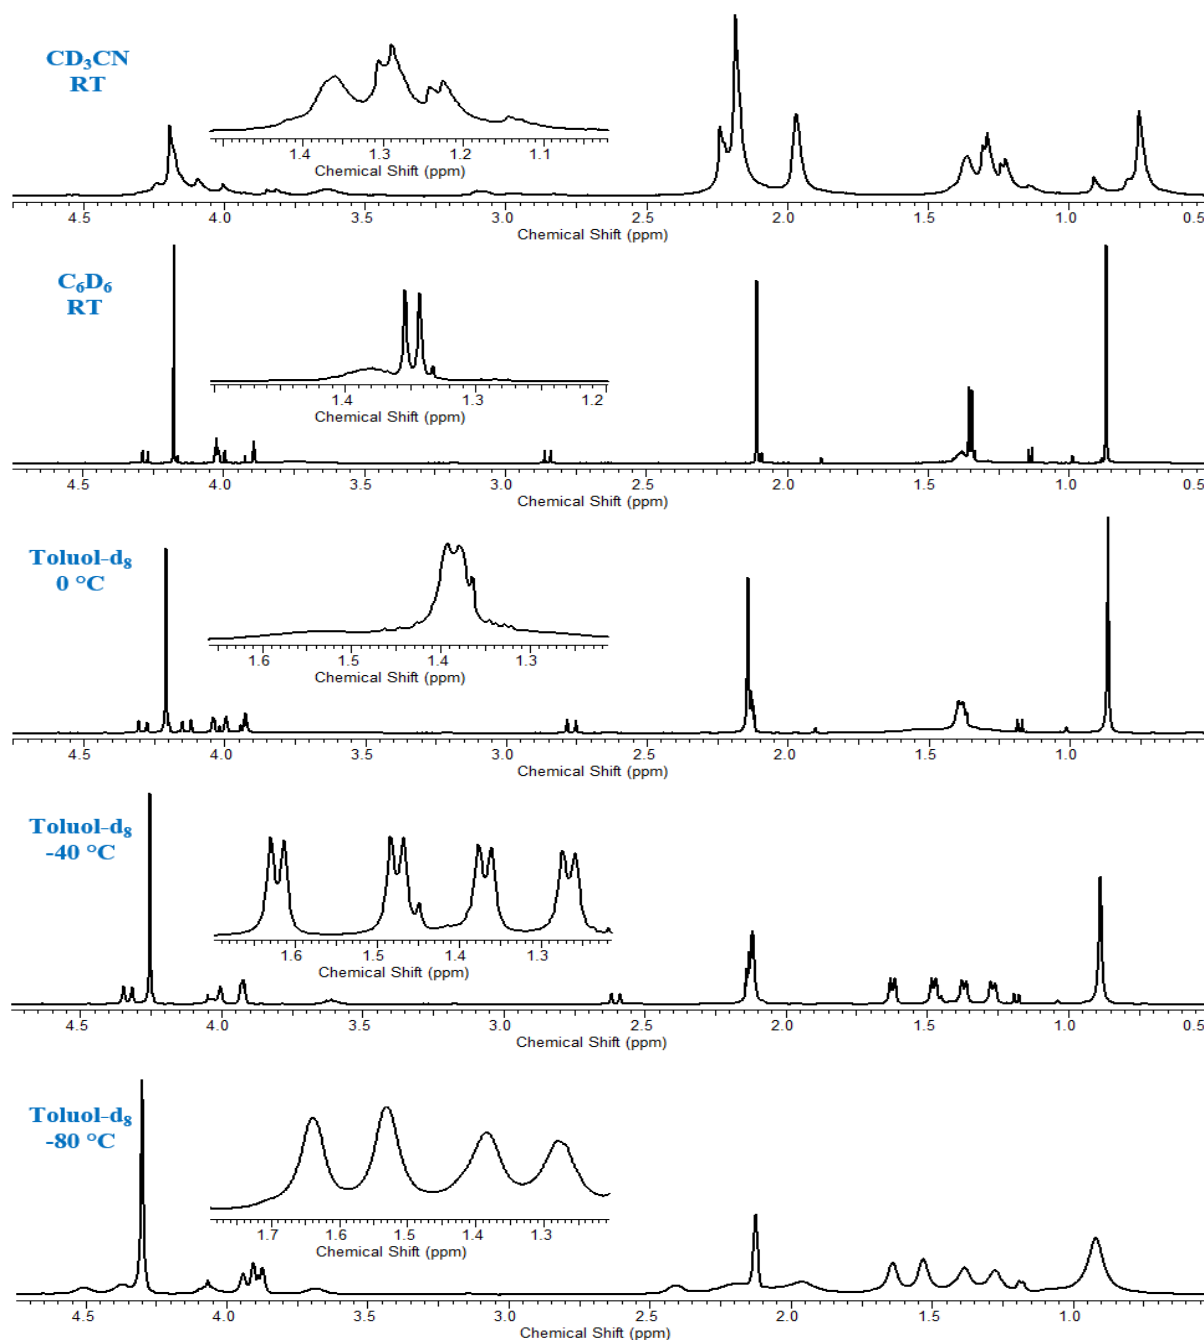 CD₃CN
RT
1.4 1.3 1.2 1.1
Chemical Shift (ppm)
4.5 4.0 3.5 3.0 2.5 2.0 1.5 1.0 0.5
Chemical Shift (ppm)
C₆D₆
RT
1.4 1.3 1.2
Chemical Shift (ppm)
4.5 4.0 3.5 3.0 2.5 2.0 1.5 1.0 0.5
Chemical Shift (ppm)
Toluol-d₈
0 °C
1.6 1.5 1.4 1.3
Chemical Shift (ppm)
4.5 4.0 3.5 3.0 2.5 2.0 1.5 1.0 0.5
Chemical Shift (ppm)
Toluol-d₈
-40 °C
1.6 1.5 1.4 1.3
Chemical Shift (ppm)
4.5 4.0 3.5 3.0 2.5 2.0 1.5 1.0 0.5
Chemical Shift (ppm)
Toluol-d₈
-80 °C
1.7 1.6 1.5 1.4 1.3
Chemical Shift (ppm)
4.5 4.0 3.5 3.0 2.5 2.0 1.5 1.0
Chemical Shift (ppm)